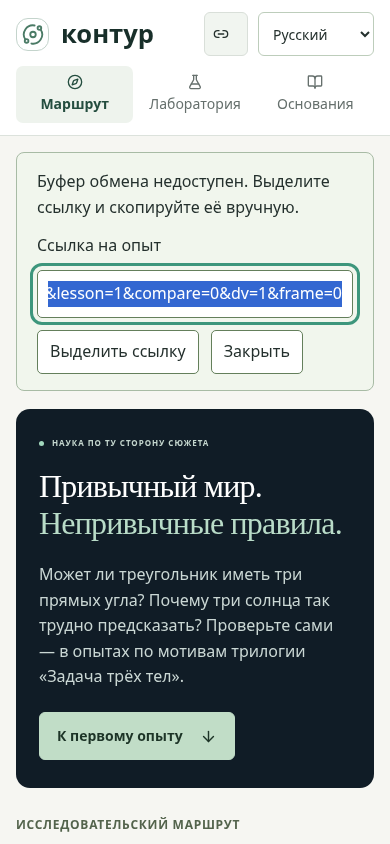 контур
Русский
Маршрут
Лаборатория
Основания
Буфер обмена недоступен. Выделите
ссылку и скопируйте её вручную.
Ссылка на опыт
&lesson=1&compare=0&dv=1&frame=0
Выделить ссылку
Закрыть
НАУКА ПО ТУ СТОРОНУ СЮЖЕТА
Привычный мир.
Непривычные правила.
Может ли треугольник иметь три
прямых угла? Почему три солнца так
трудно предсказать? Проверьте сами
— в опытах по мотивам трилогии
«Задача трёх тел».
К первому опыту
ИССЛЕДОВАТЕЛЬСКИЙ МАРШРУТ